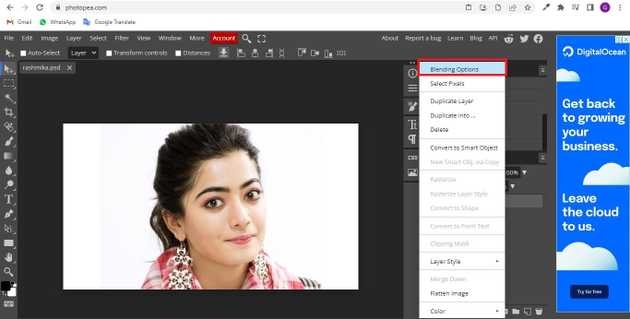 photopea.com
Gmail WhatsApp Google Translate
G
File Edit Image Layer Select Filter View Window More Account
About Report a bug Learn Blog API
Auto-Select Layer Transform controls Distances
rashmika.psd
Blending Options
Select Pixels
Duplicate Layer
Duplicate Into ...
Delete
Convert to Smart Object
New Smart Obj. via Copy
Rasterize
Rasterize Layer Style
Convert to Shape
Convert to Point Text
Clipping Mask
Layer Style
Merge Down
Flatten Image
Color
DigitalOcean
Get back
to growing
your
business.
Leave
the cloud
to us.
Try for free